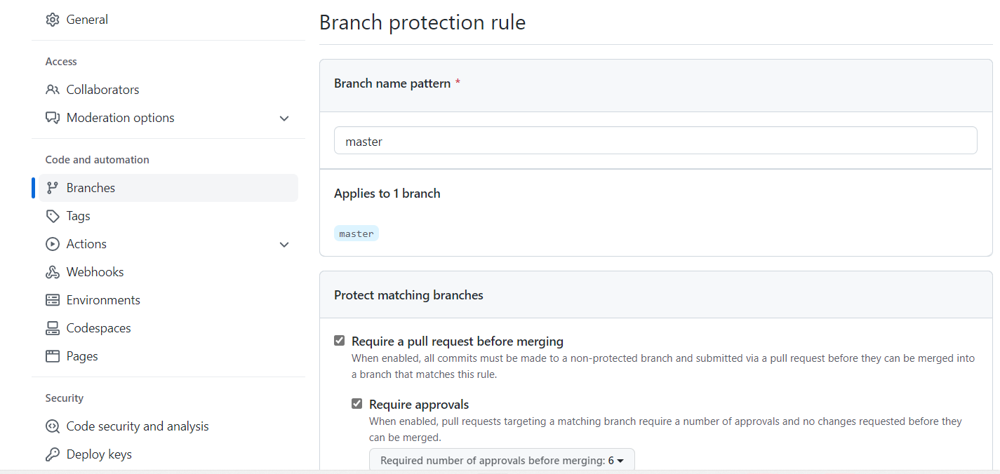 General
Access
Collaborators
Moderation options
Code and automation
Branches
Tags
Actions
Webhooks
Environments
Codespaces
Pages
Security
Code security and analysis
Deploy keys
Branch protection rule
Branch name pattern *
master
Applies to 1 branch
master
Protect matching branches
Require a pull request before merging
When enabled, all commits must be made to a non-protected branch and submitted via a pull request before they can be merged into
a branch that matches this rule.
Require approvals
When enabled, pull requests targeting a matching branch require a number of approvals and no changes requested before they
can be merged.
Required number of approvals before merging: 6